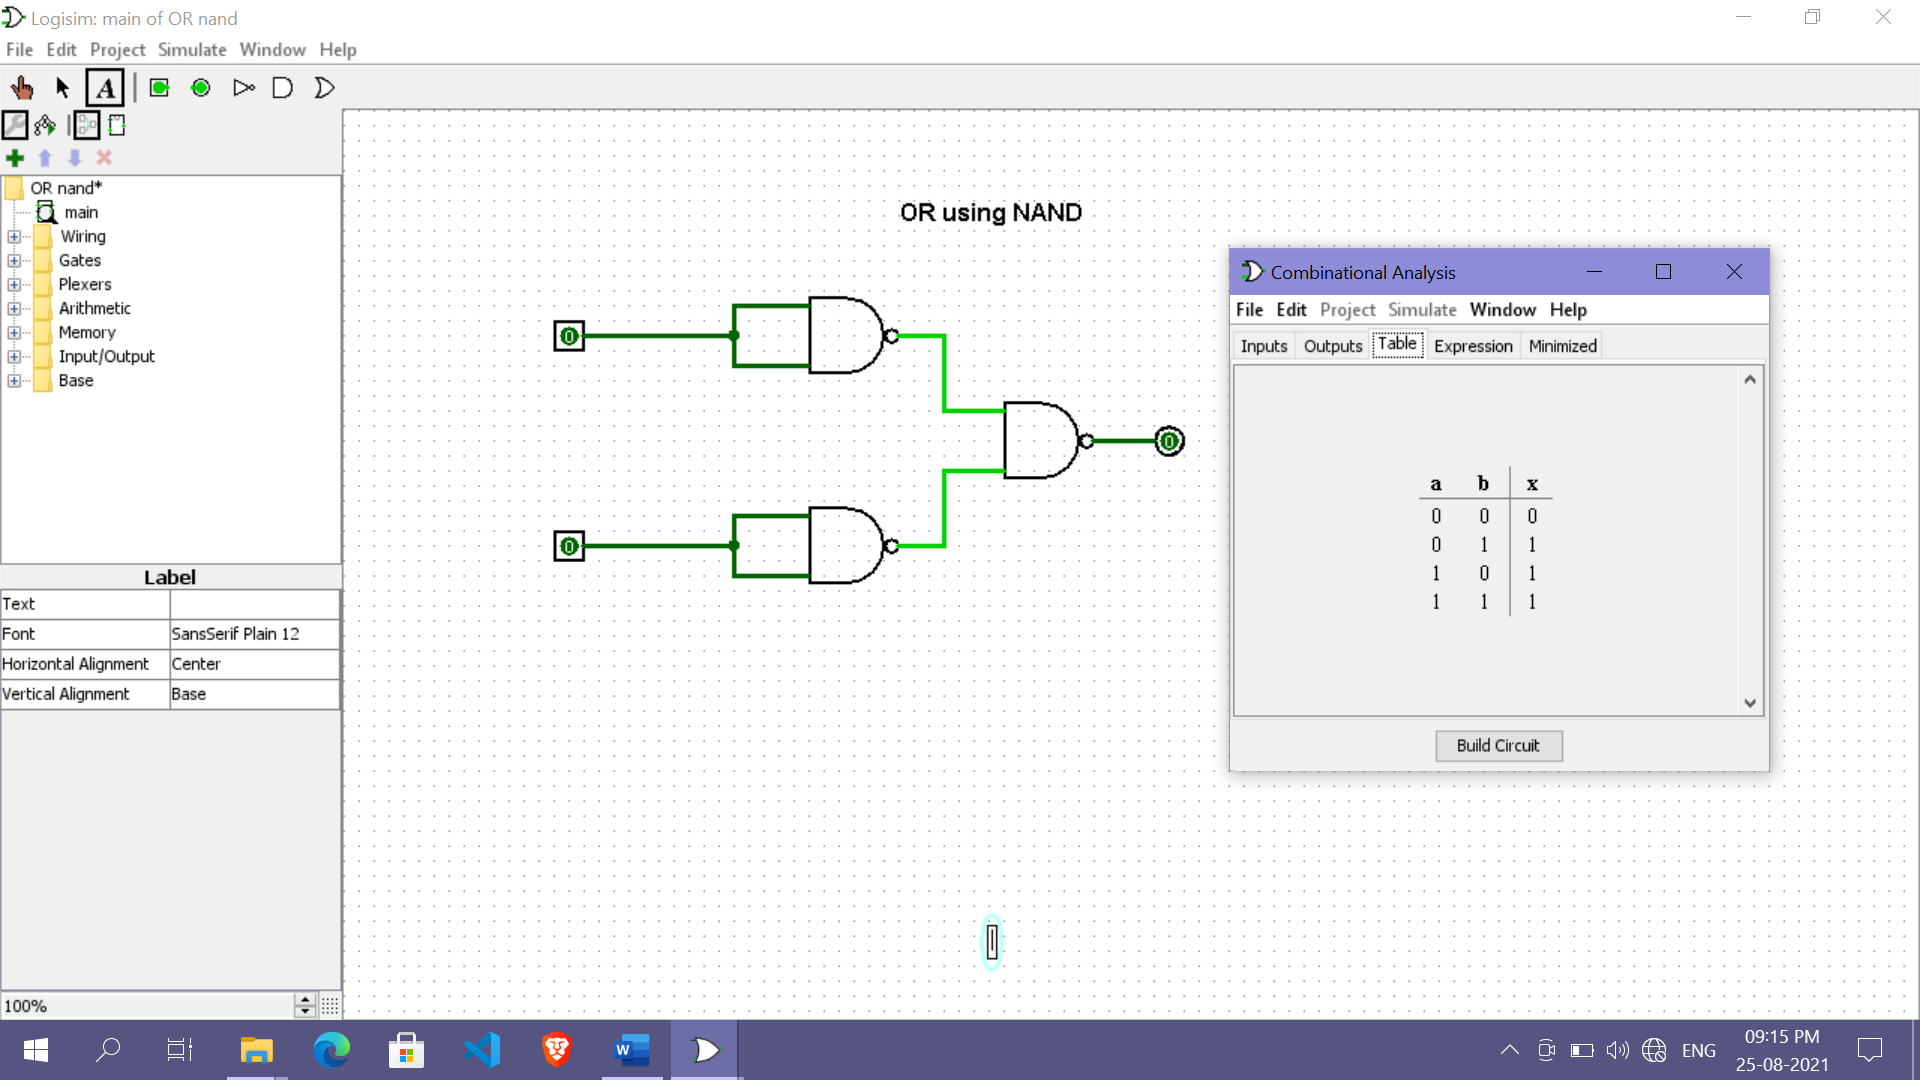 Logisim: main of OR nand
File Edit Project Simulate Window Help
A
OR nand*
main
Wiring
Gates
Plexers
Arithmetic
Memory
Input/Output
Base
Label
Text
Font SansSerif Plain 12
Horizontal Alignment Center
Vertical Alignment Base
100%
OR using NAND
0
0
0
Combinational Analysis
File Edit Project Simulate Window Help
Inputs Outputs Table Expression Minimized
a b x
0 0 0
0 1 1
1 0 1
1 1 1
Build Circuit
W
ENG
09:15 PM
25-08-2021